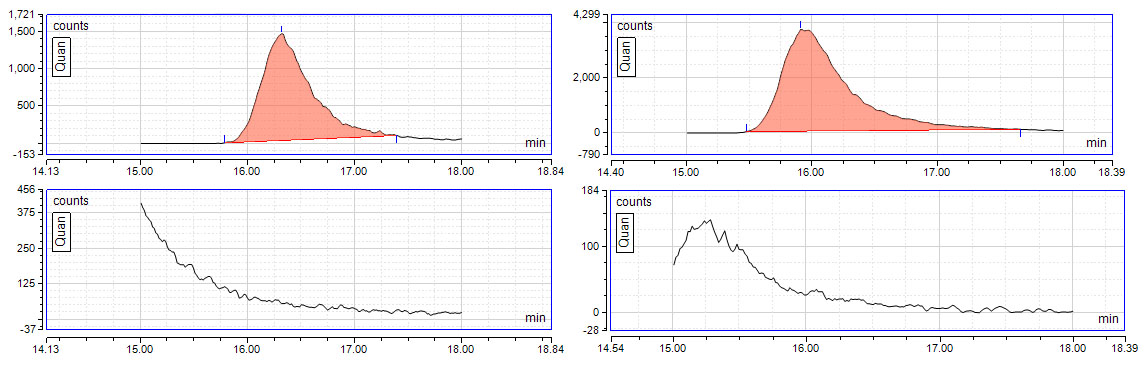 1,721
counts
1,500
Quan
1,000
500
min
-153
14.13 15.00 16.00 17.00 18.00 18.84
4,299
counts
Quan
2,000
0
min
-790
14.40 15.00 16.00 17.00 18.00 18.39
456
counts
375
Quan
250
125
min
-37
14.13 15.00 16.00 17.00 18.00 18.84
184
counts
Quan
100
0
min
-28
14.54 15.00 16.00 17.00 18.00 18.39